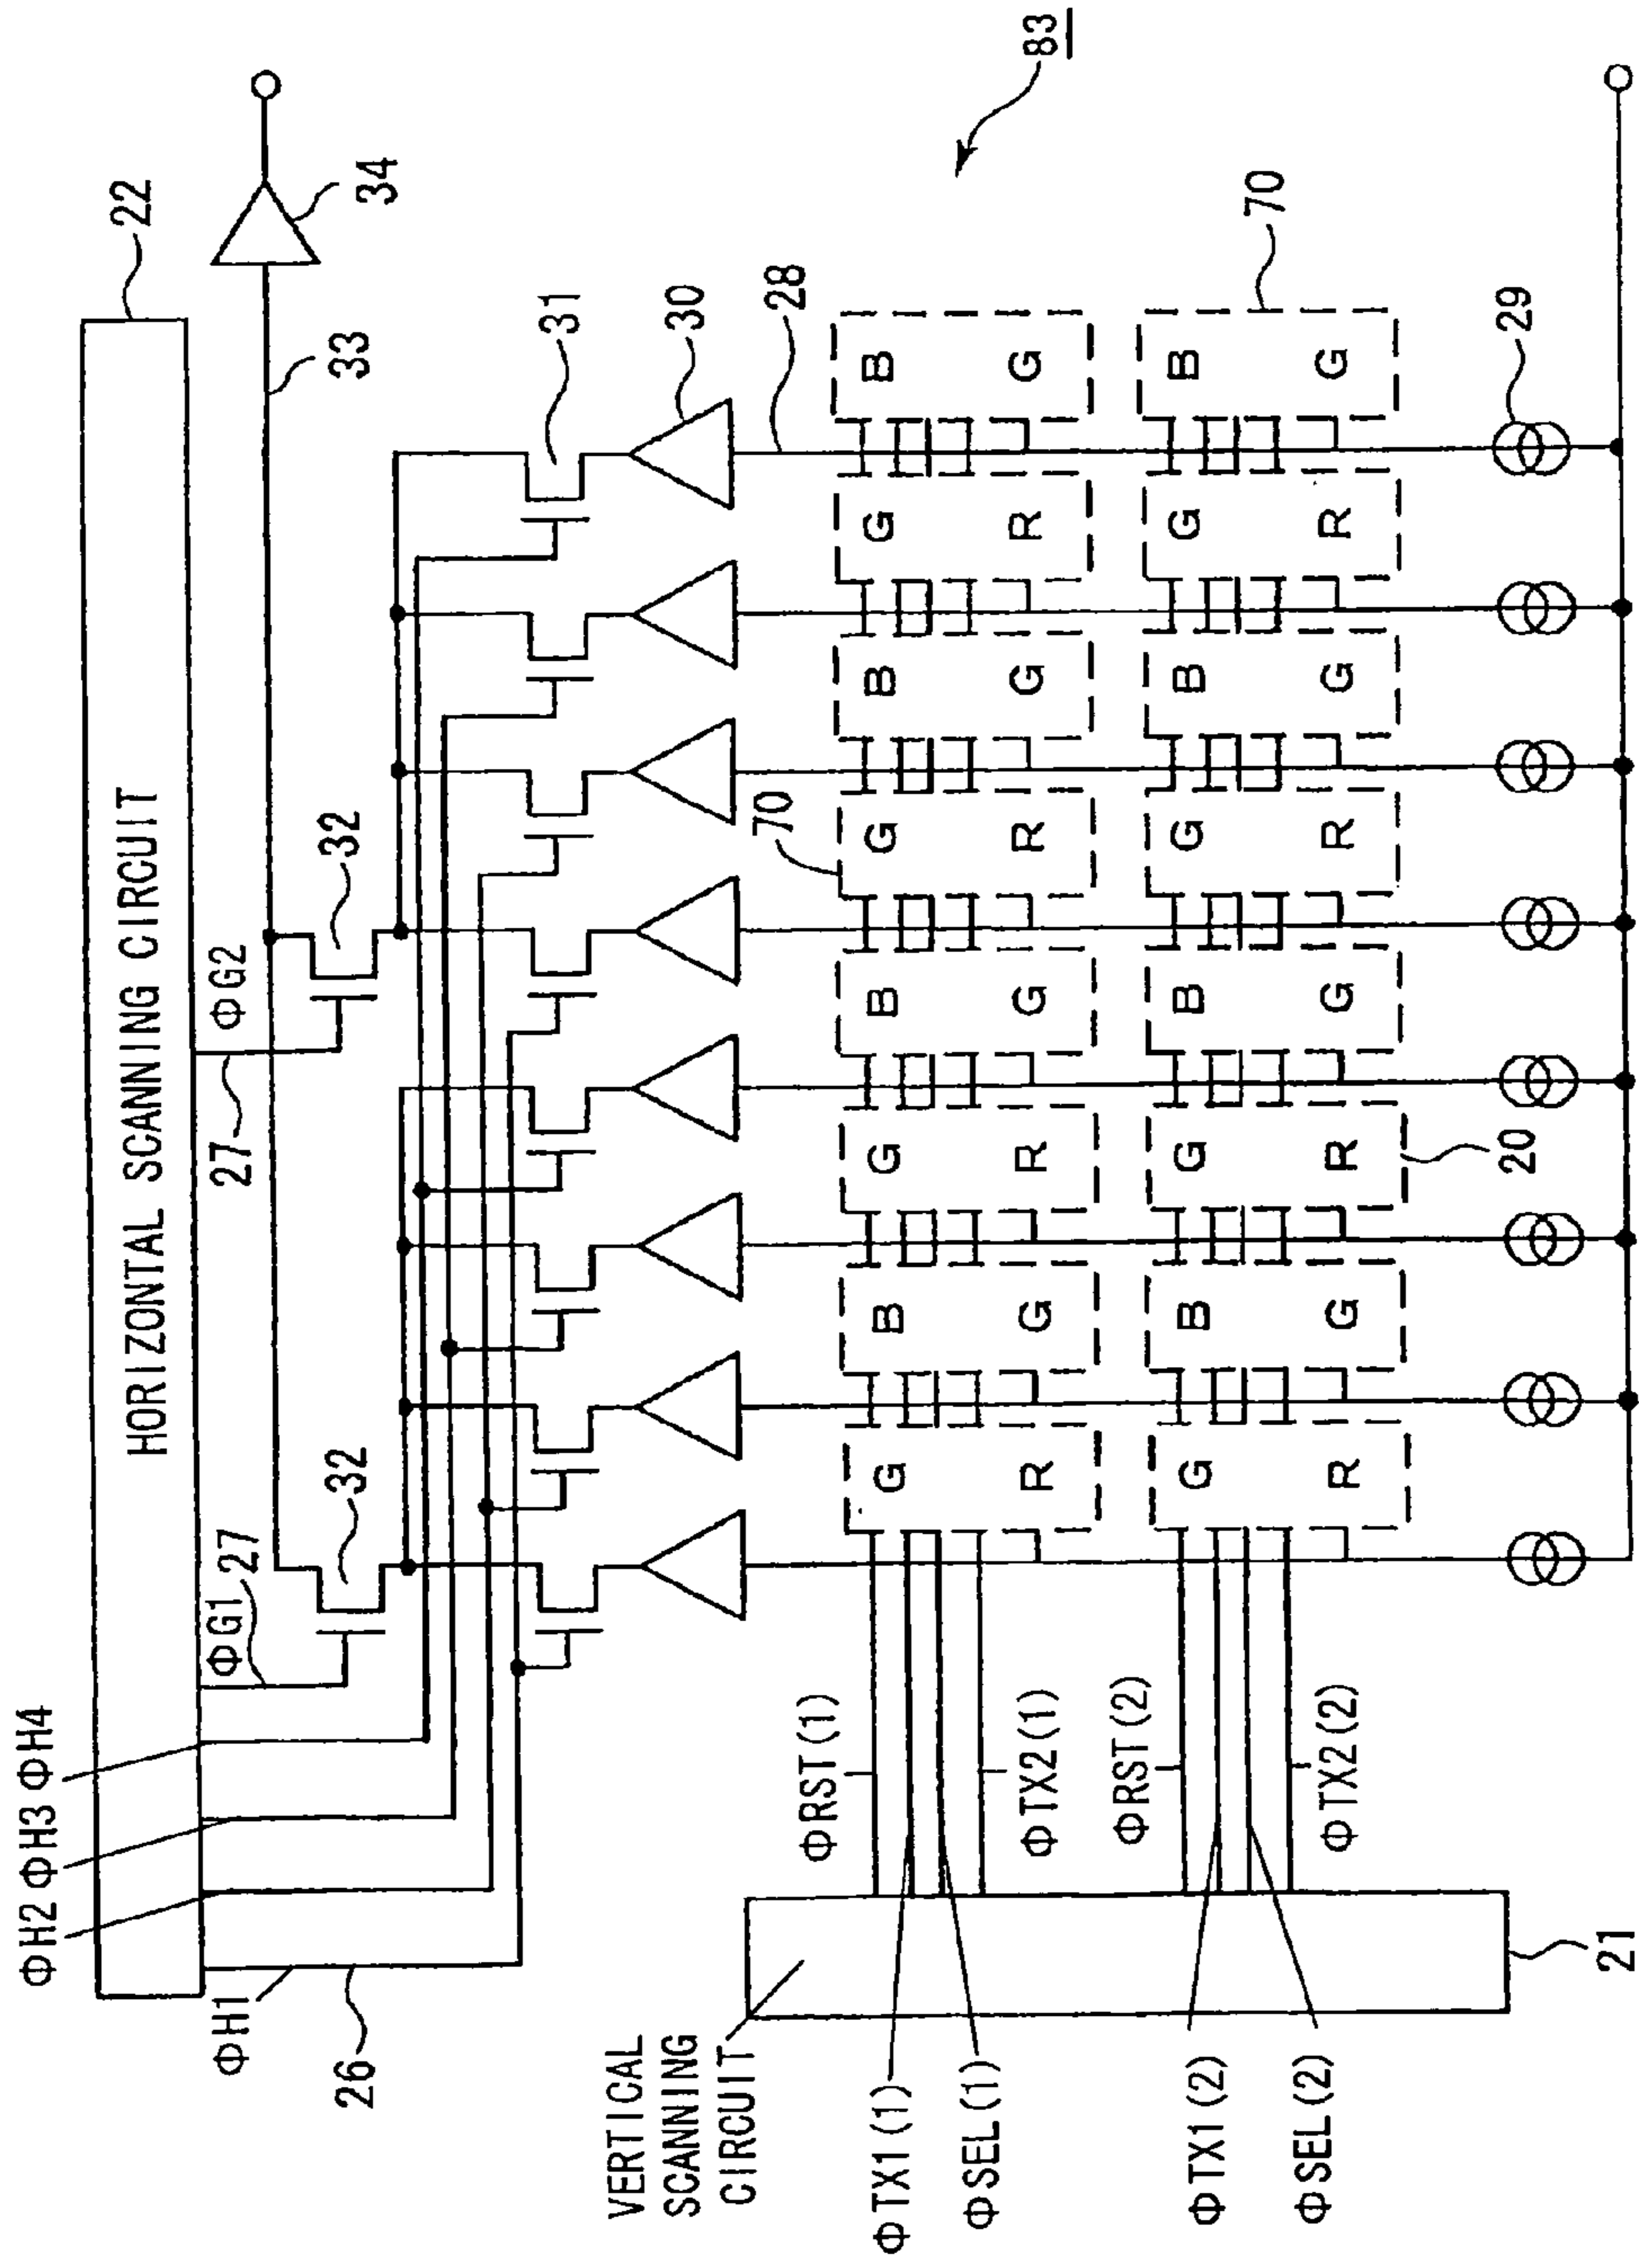 83
22
HORIZONTAL SCANNING CIRCUIT
34
33
ΦH2 ΦH3 ΦH4
ΦG1 27
27 ΦG2
ΦH1
32
32
26
31
30
28
VERTICAL
SCANNING
CIRCUIT
ΦRST(1)
70
G B G B G B G B
R G R G R G R G
ΦTX1(1)
ΦSEL(1)
ΦTX2(1)
ΦRST(2)
70
G B G B G B G B
R G R G R G R G
ΦTX1(2)
ΦSEL(2)
ΦTX2(2)
20
29
21